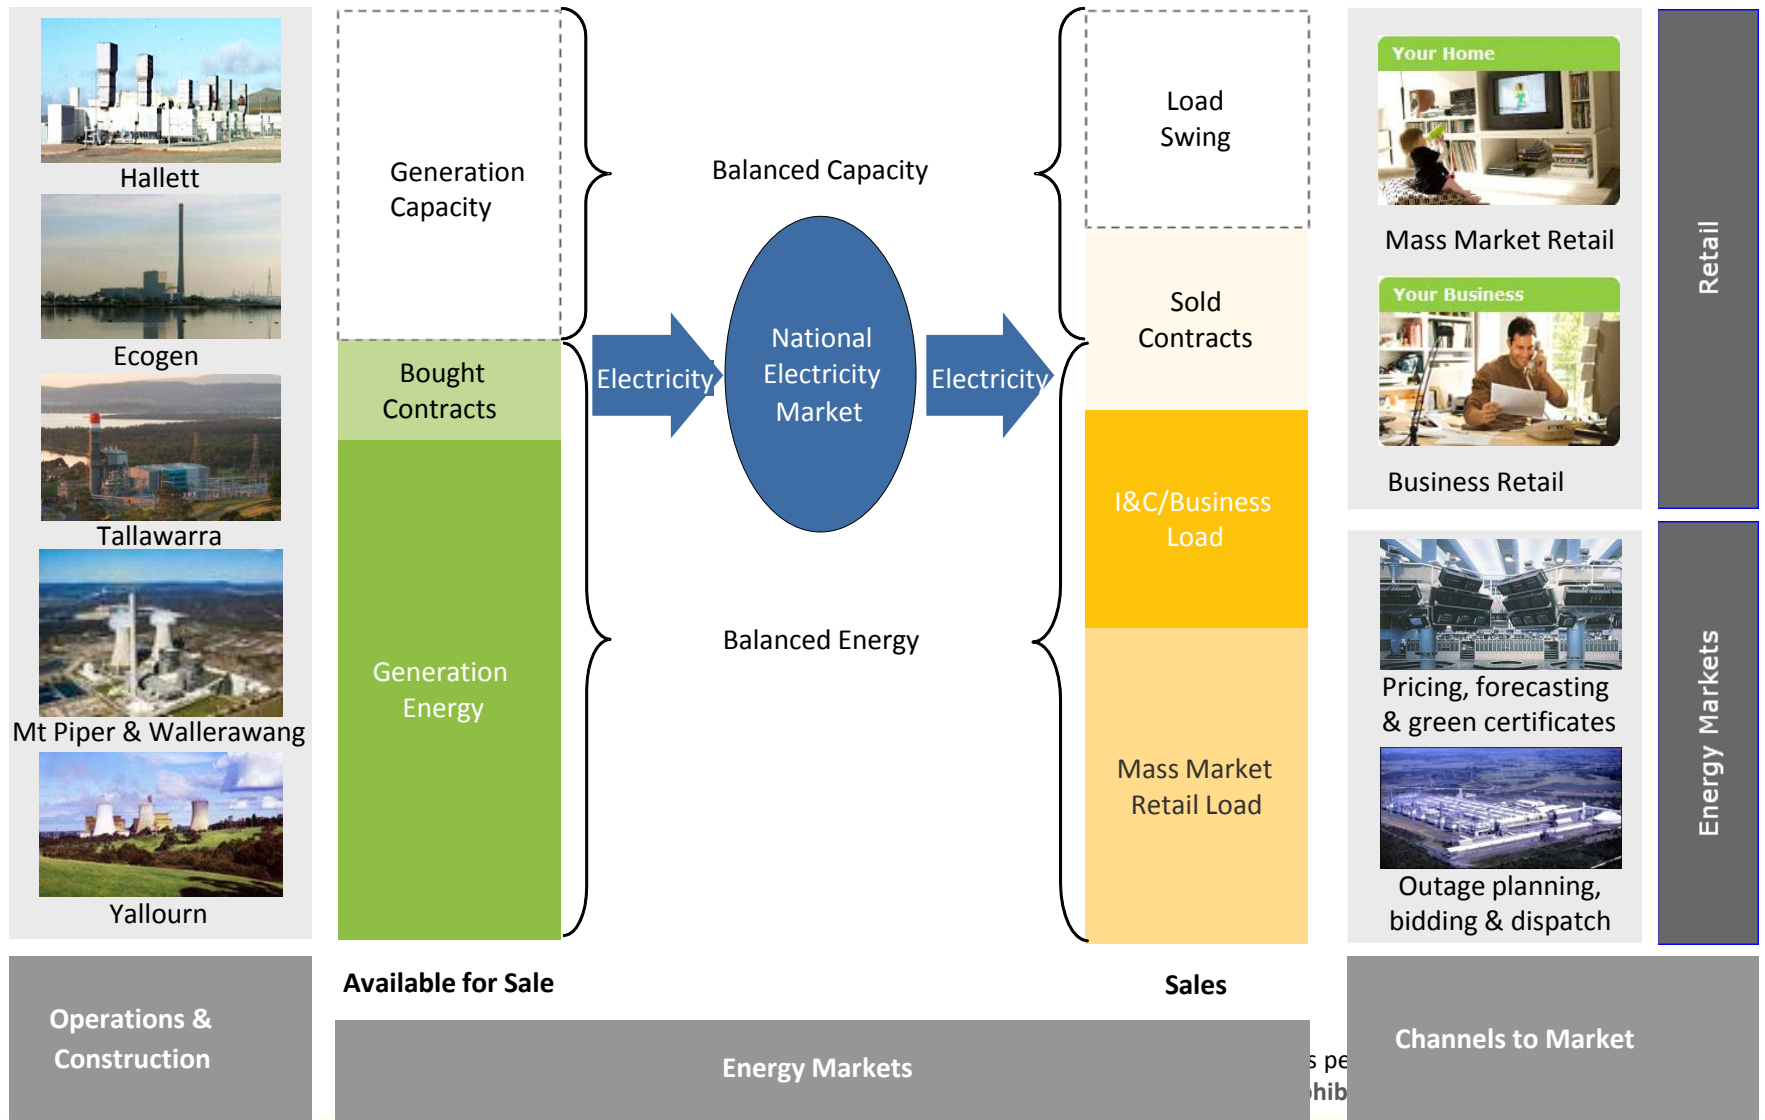 Hallett
Ecogen
Tallawarra
Mt Piper & Wallerawang
Yallourn
Operations &
Construction
Generation
Capacity
Bought
Contracts
Generation
Energy
Available for Sale
Balanced Capacity
Electricity
National
Electricity
Market
Electricity
Balanced Energy
Load
Swing
Sold
Contracts
I&C/Business
Load
Mass Market
Retail Load
Sales
Energy Markets
Your Home
Mass Market Retail
Your Business
Business Retail
Retail
Pricing, forecasting
& green certificates
Outage planning,
bidding & dispatch
Energy Markets
Channels to Market